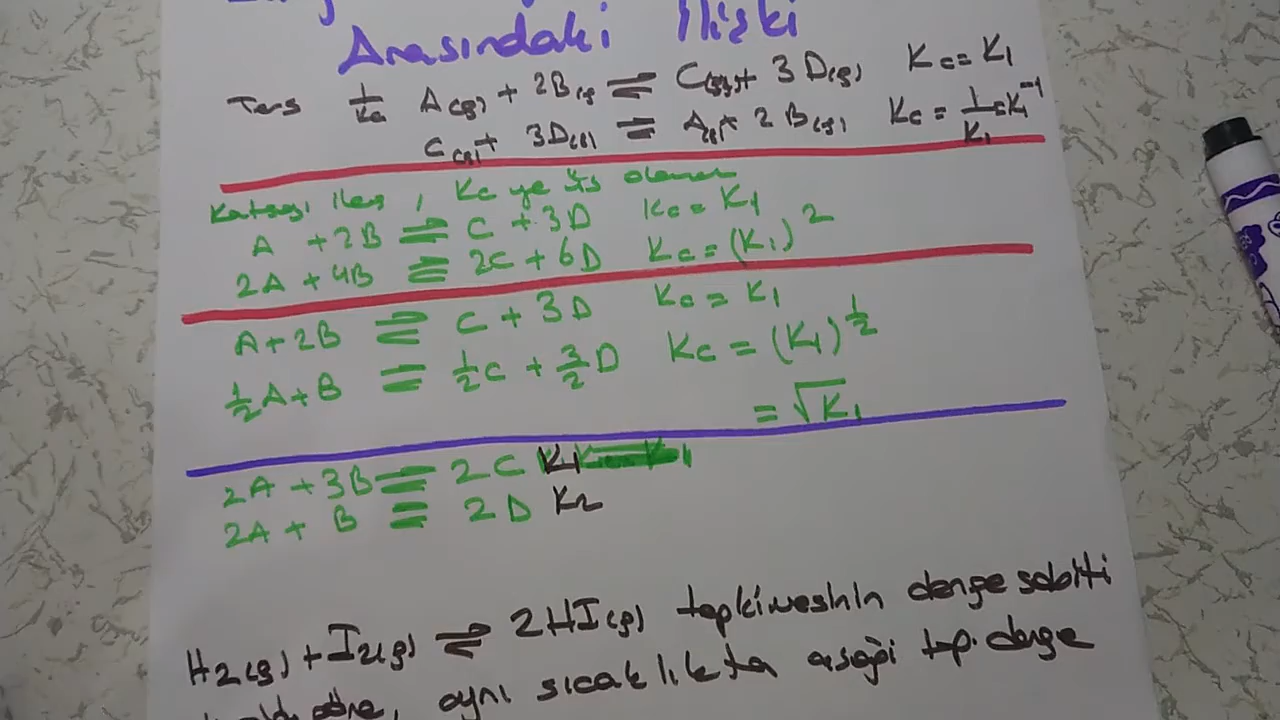 Arasındaki İlişki
Ters 1/Kc A(g) + 2B(g) ⇌ C(g) + 3D(g) Kc = K1
C(g) + 3D(g) ⇌ A(g) + 2B(g) Kc = 1/K1 = K1^-1
Katsayı ile, Kc ye üs olarak
A + 2B ⇌ C + 3D Kc = K1
2A + 4B ⇌ 2C + 6D Kc = (K1)^2
A + 2B ⇌ C + 3D Kc = K1
1/2 A + B ⇌ 1/2 C + 3/2 D Kc = (K1)^1/2
= √K1
2A + 3B ⇌ 2C K1
2A + B ⇌ 2D K2
H2(g) + I2(g) ⇌ 2HI(g) tepkimesinin denge sabiti
aynı sıcaklıkta aşağı tep. denge